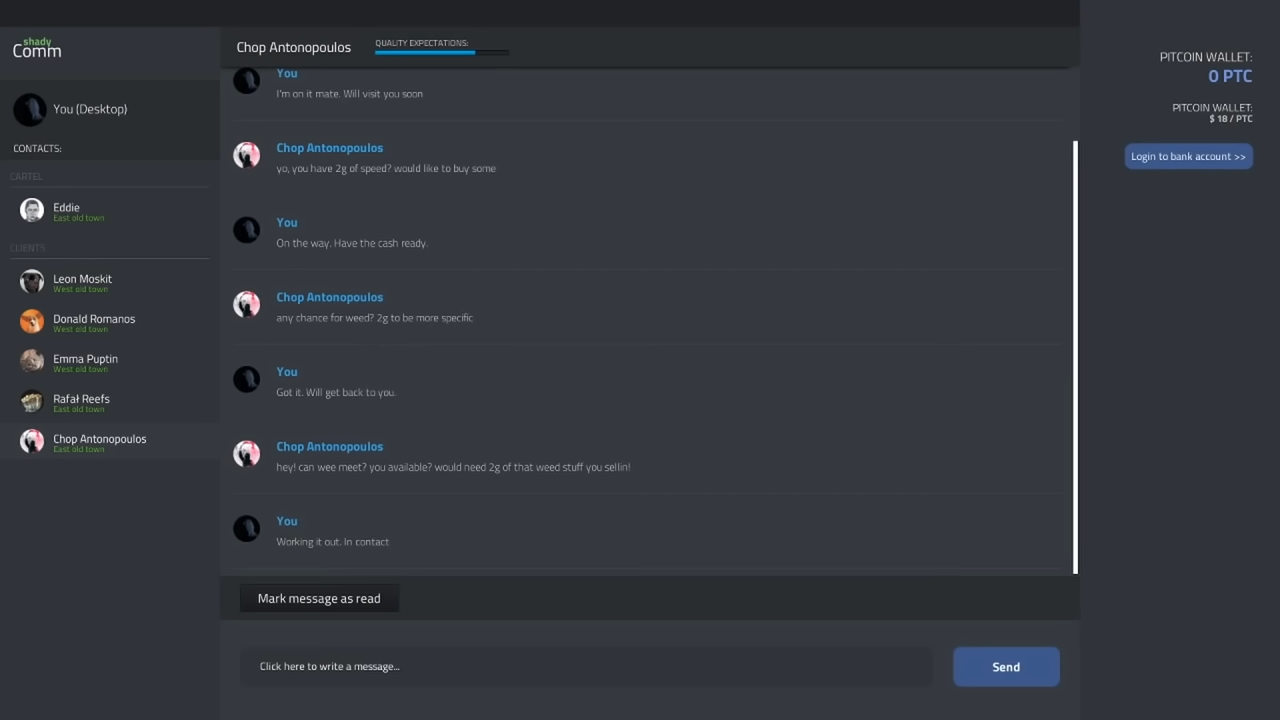 shady
Comm
You (Desktop)
CONTACTS:
CARTEL
Eddie
East old town
CLIENTS
Leon Moskit
West old town
Donald Romanos
West old town
Emma Puptin
West old town
Rafał Reefs
East old town
Chop Antonopoulos
East old town
Chop Antonopoulos
QUALITY EXPECTATIONS:
You
I'm on it mate. Will visit you soon
Chop Antonopoulos
yo, you have 2g of speed? would like to buy some
You
On the way. Have the cash ready.
Chop Antonopoulos
any chance for weed? 2g to be more specific
You
Got it. Will get back to you.
Chop Antonopoulos
hey! can wee meet? you available? would need 2g of that weed stuff you sellin!
You
Working it out. In contact
Mark message as read
Click here to write a message...
Send
PITCOIN WALLET:
0 PTC
PITCOIN WALLET:
$ 18 / PTC
Login to bank account >>